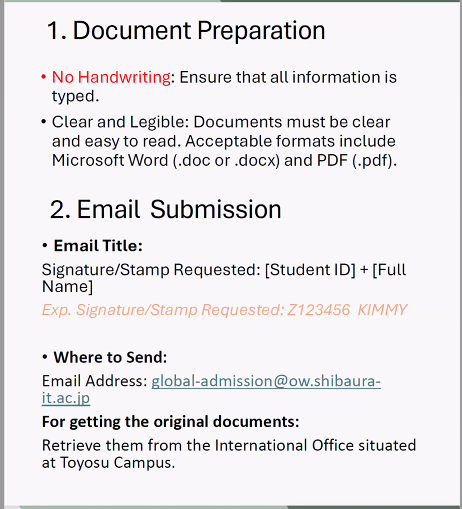 1. Document Preparation
• No Handwriting: Ensure that all information is
typed.
• Clear and Legible: Documents must be clear
and easy to read. Acceptable formats include
Microsoft Word (.doc or .docx) and PDF (.pdf).
2. Email Submission
• Email Title:
Signature/Stamp Requested: [Student ID] + [Full
Name]
Exp. Signature/Stamp Requested: Z123456 KIMMY
• Where to Send:
Email Address: global-admission@ow.shibaura-
it.ac.jp
For getting the original documents:
Retrieve them from the International Office situated
at Toyosu Campus.